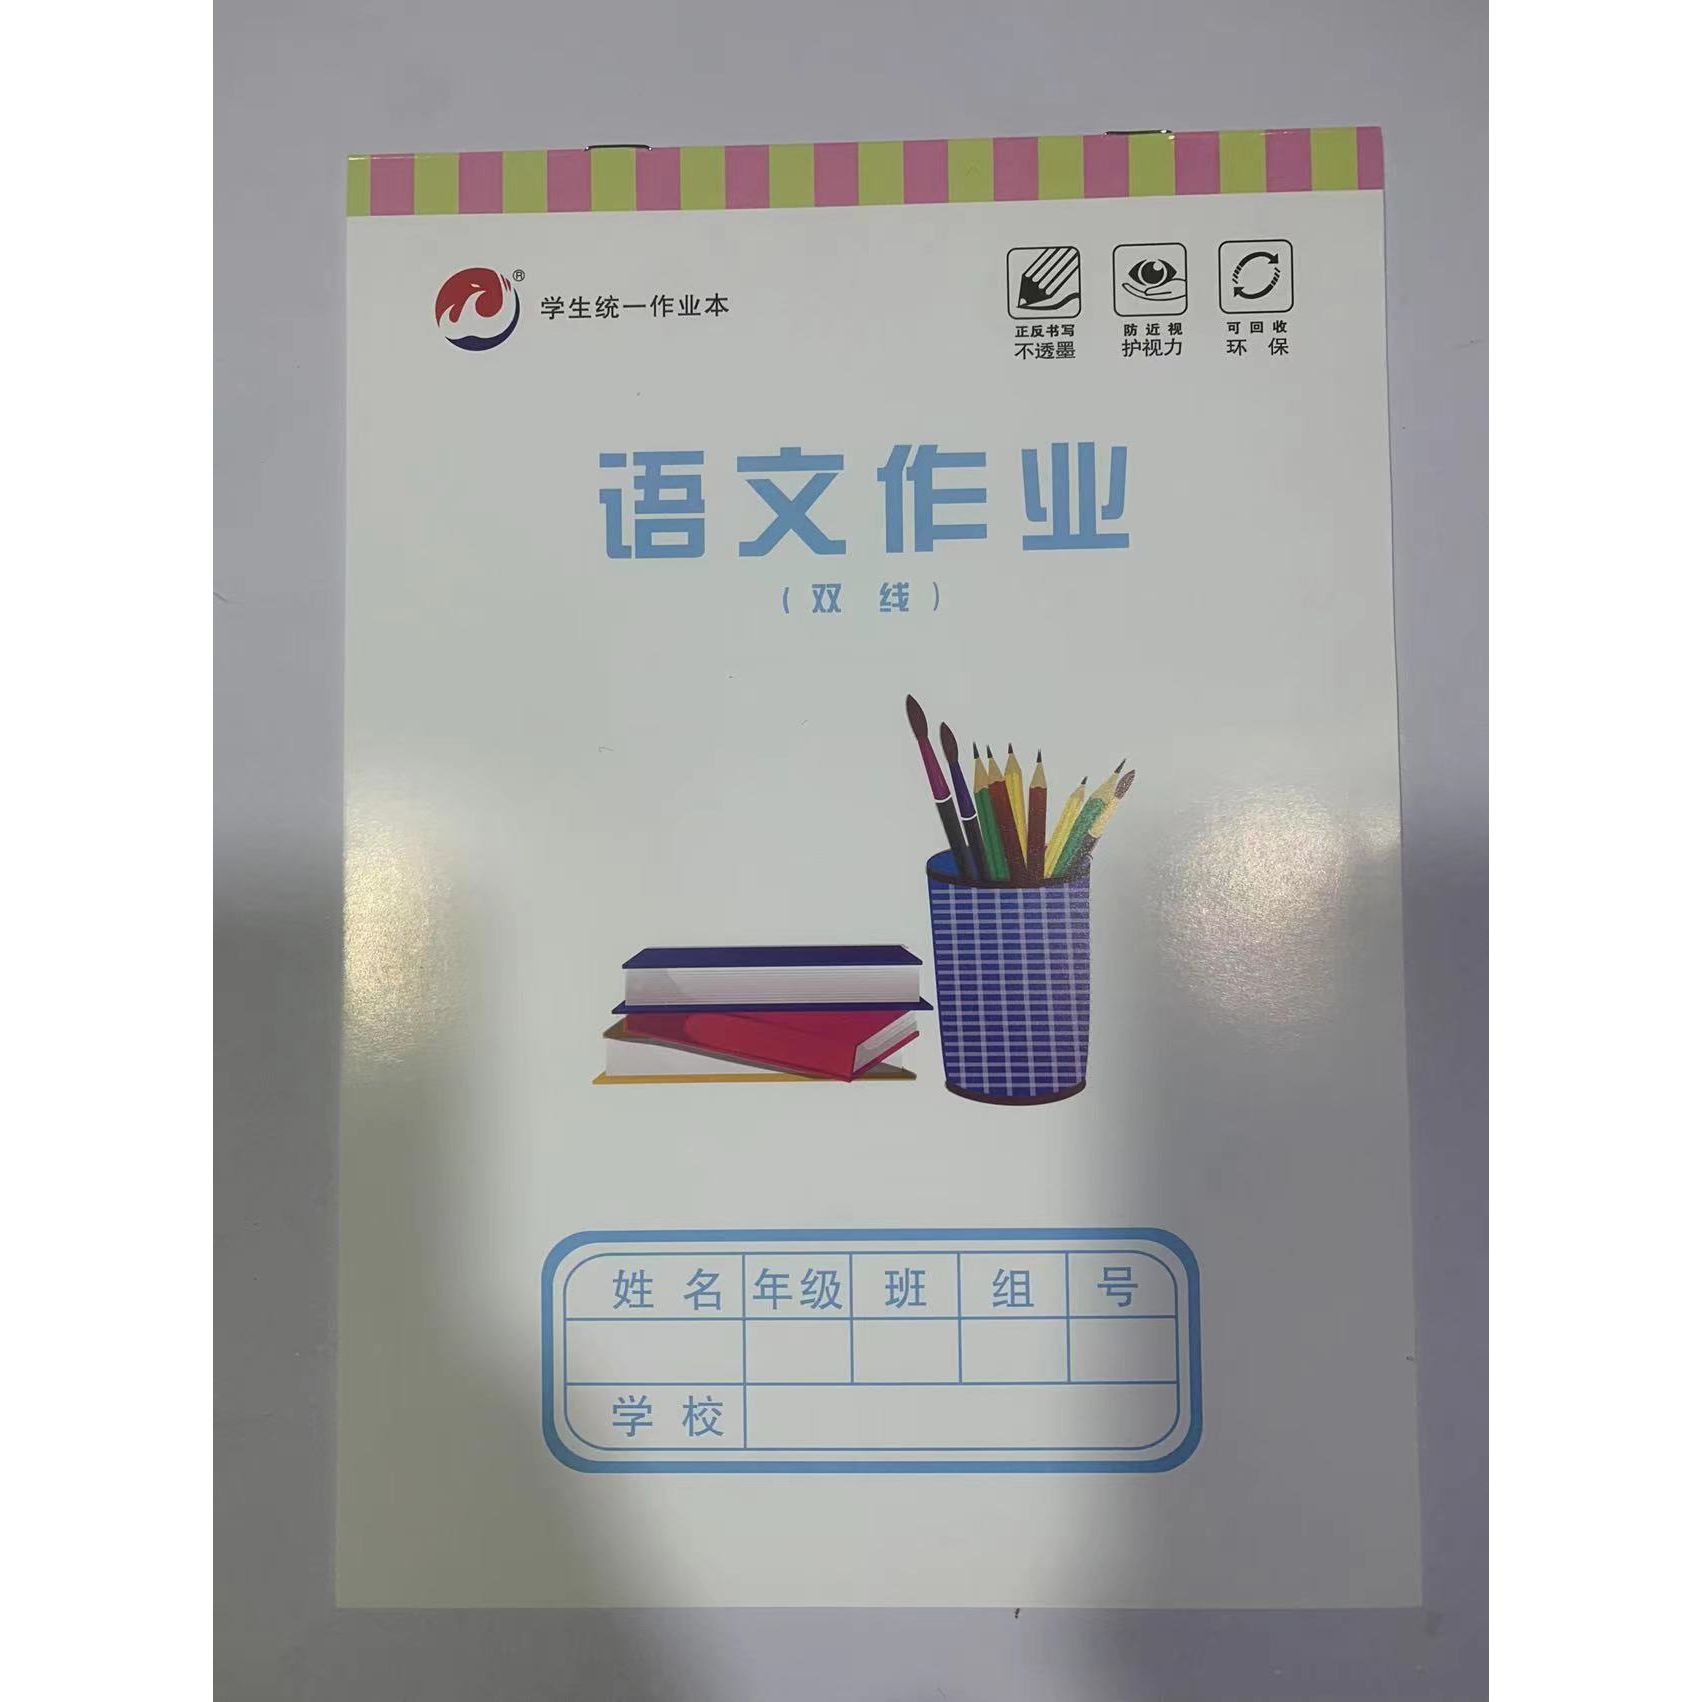 ® 学生统一作业本
正反书写 防近视 可回收
不透墨 护视力 环保
语文作业
（双 线）
姓 名 年级 班 组 号
学 校